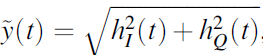 ỹ(t) = √(h_I^2(t) + h_Q^2(t)),